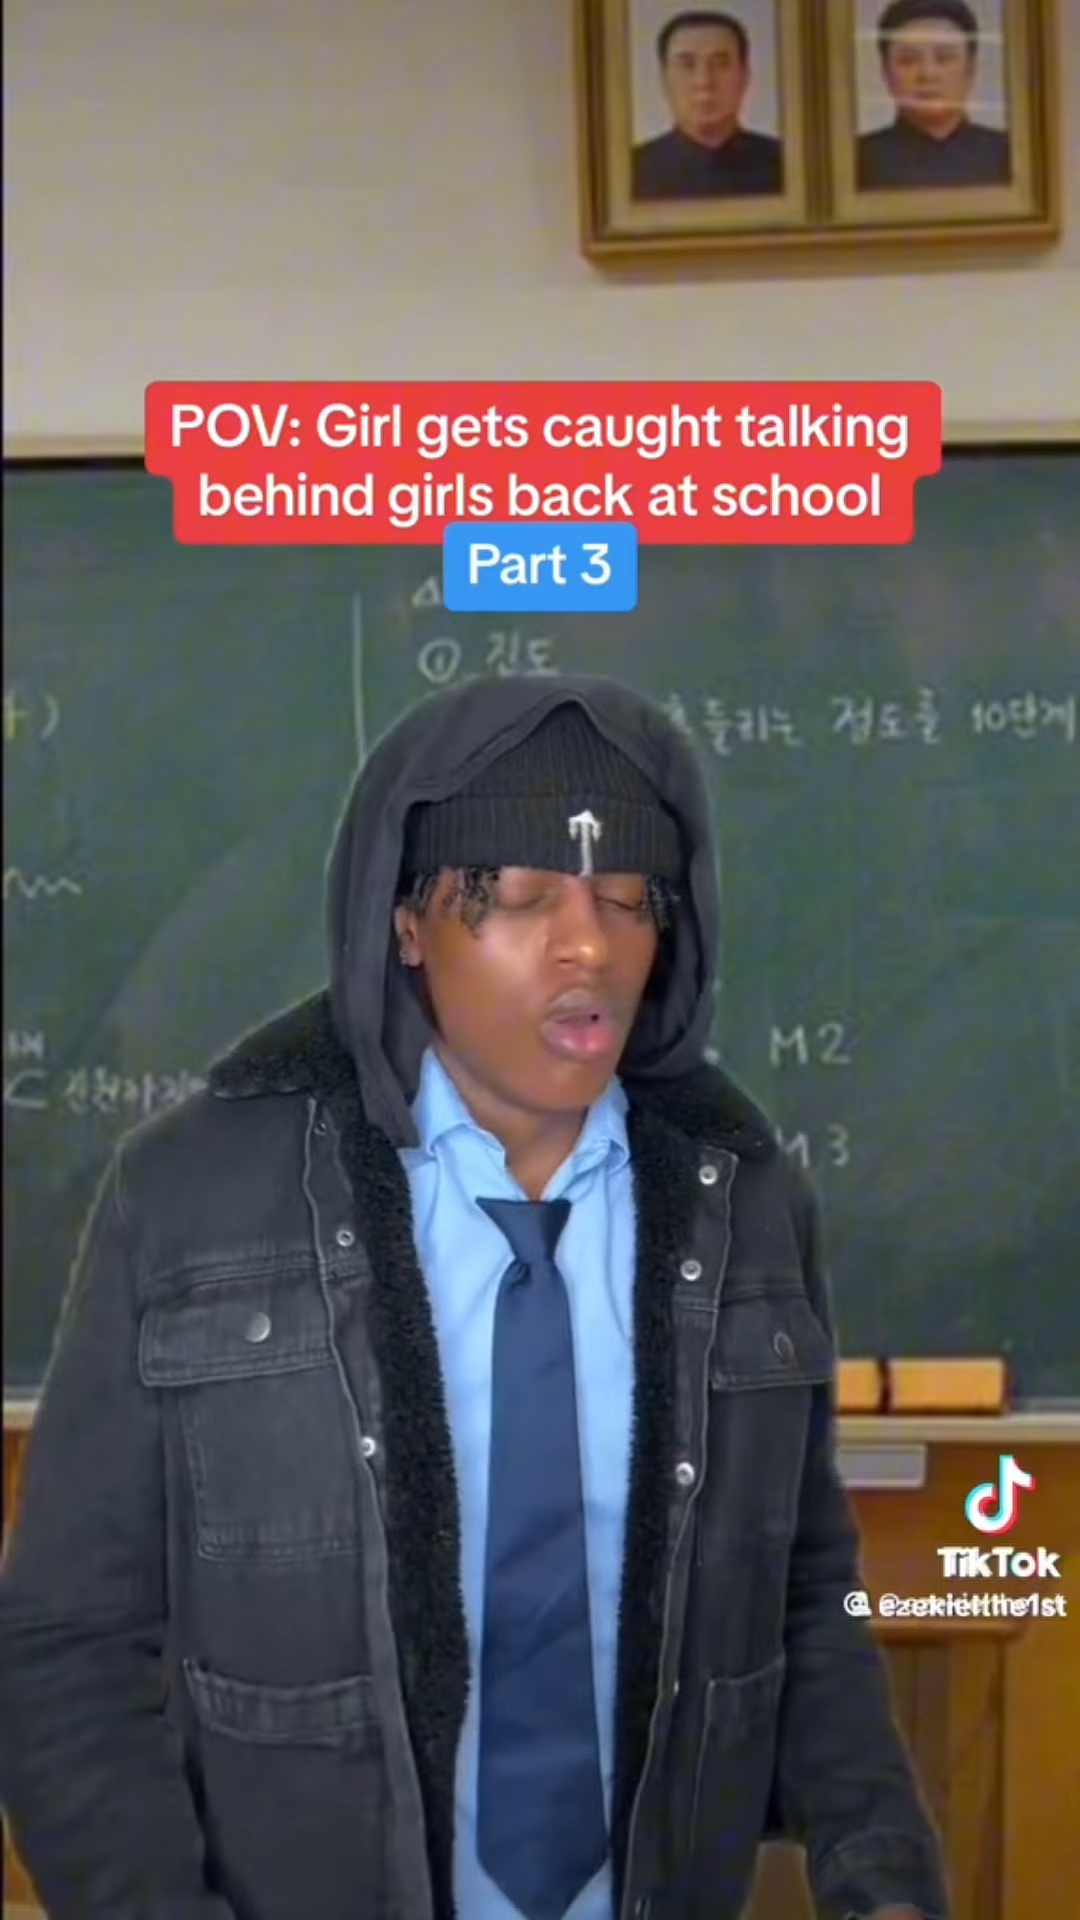 POV: Girl gets caught talking
behind girls back at school
Part 3
① 진도
흔들리는 정도를 10단계
M2
M3
TikTok
@ezekielthe1st